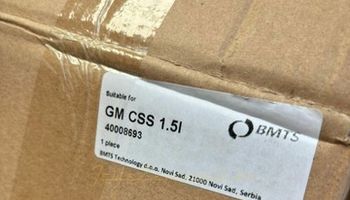 Suitable for
GM CSS 1.5l
40008693
BMTS
1 piece
BMTS Technology d.o.o. Novi Sad, 21000 Novi Sad, Serbia